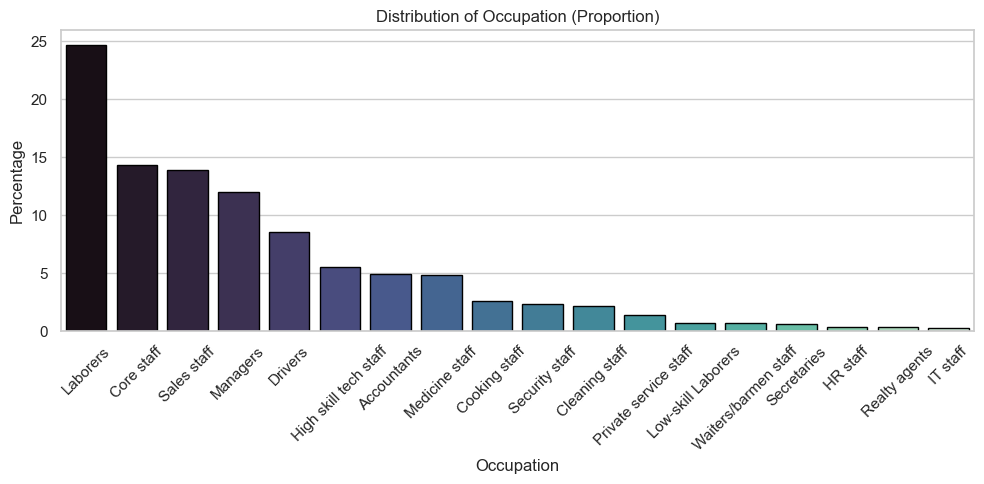 Distribution of Occupation (Proportion)
Percentage
25
20
15
10
5
0
Laborers
Core staff
Sales staff
Managers
Drivers
High skill tech staff
Accountants
Medicine staff
Cooking staff
Security staff
Cleaning staff
Private service staff
Low-skill Laborers
Waiters/barmen staff
Secretaries
HR staff
Realty agents
IT staff
Occupation